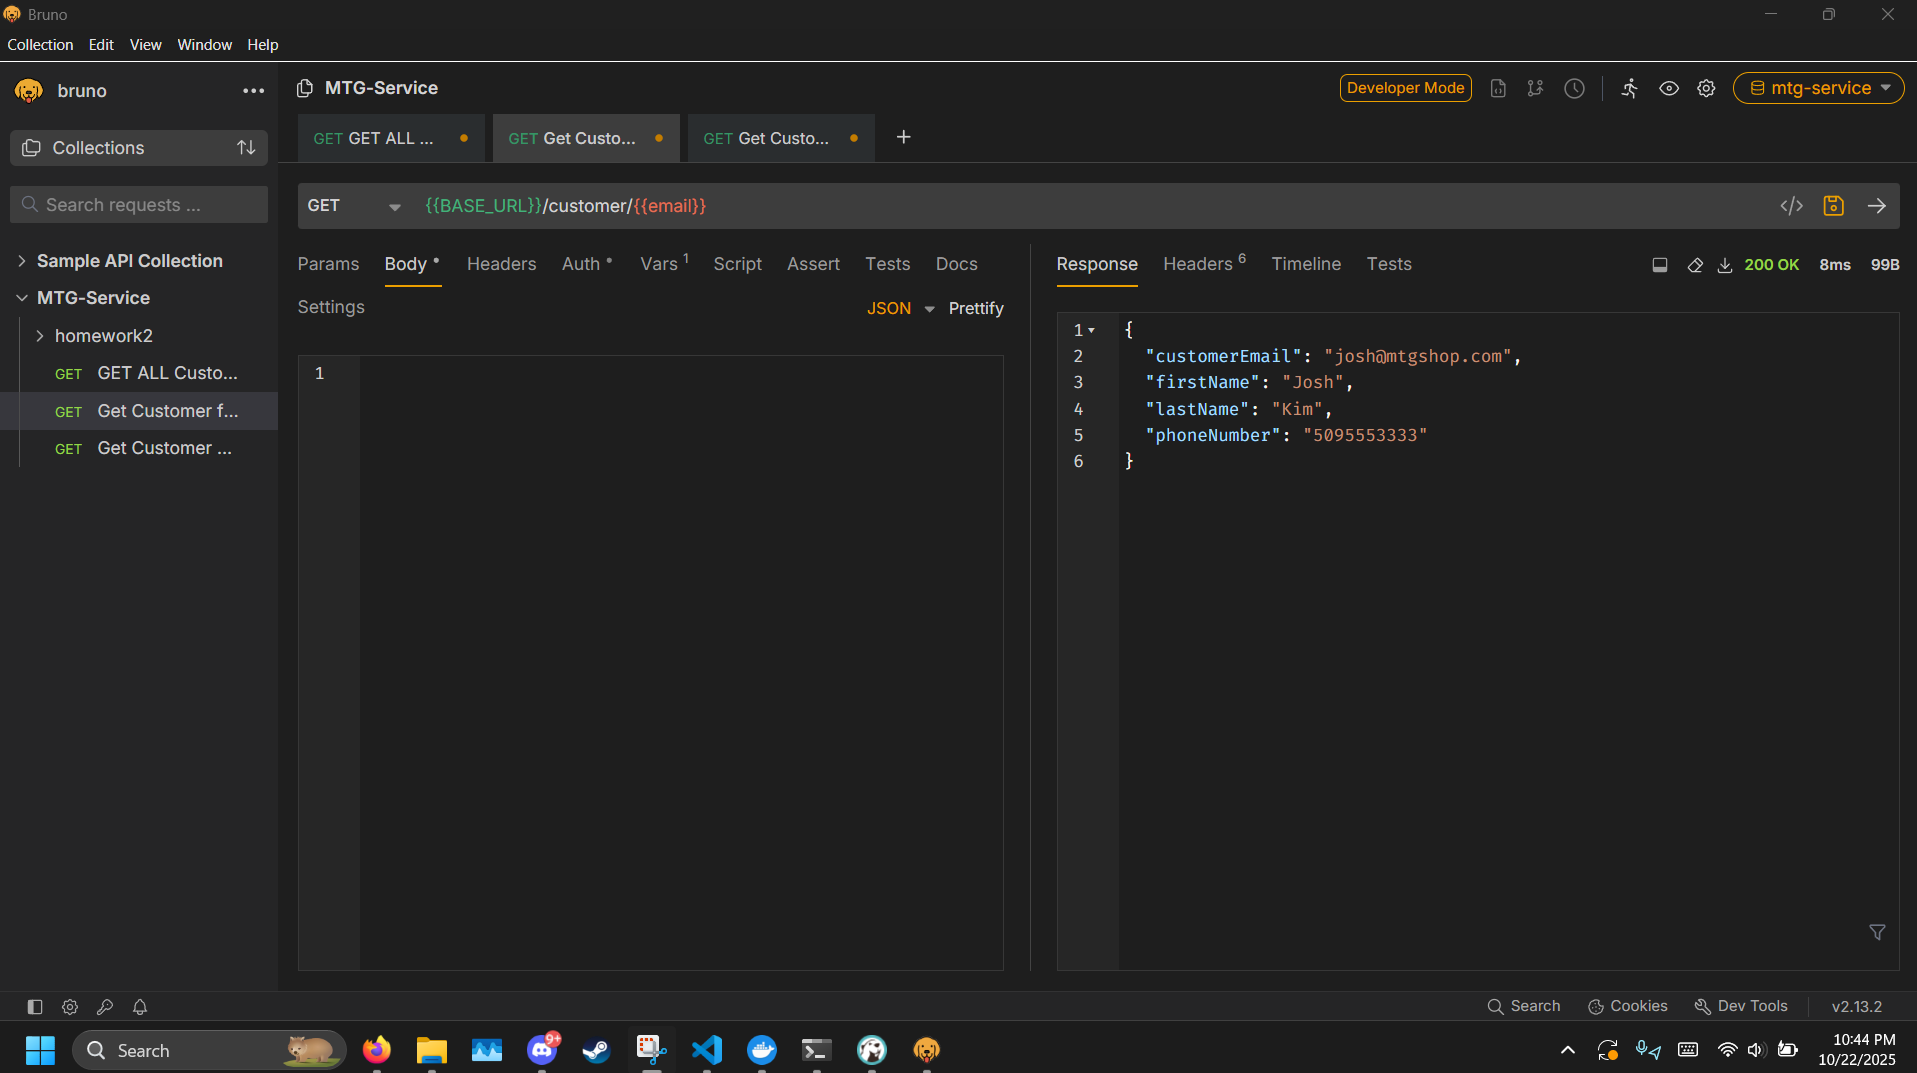 Bruno
Collection Edit View Window Help
bruno
MTG-Service
Developer Mode
mtg-service
Collections
GET GET ALL ...
GET Get Custo...
GET Get Custo...
Search requests ...
GET
{{BASE_URL}}/customer/{{email}}
Sample API Collection
MTG-Service
homework2
GET GET ALL Custo...
GET Get Customer f...
GET Get Customer ...
Params Body Headers Auth Vars 1 Script Assert Tests Docs
Settings
JSON Prettify
1
Response Headers 6 Timeline Tests
200 OK 8ms 99B
1 {
2 "customerEmail": "josh@mtgshop.com",
3 "firstName": "Josh",
4 "lastName": "Kim",
5 "phoneNumber": "5095553333"
6 }
Search Cookies Dev Tools v2.13.2
Search
9+
10:44 PM
10/22/2025